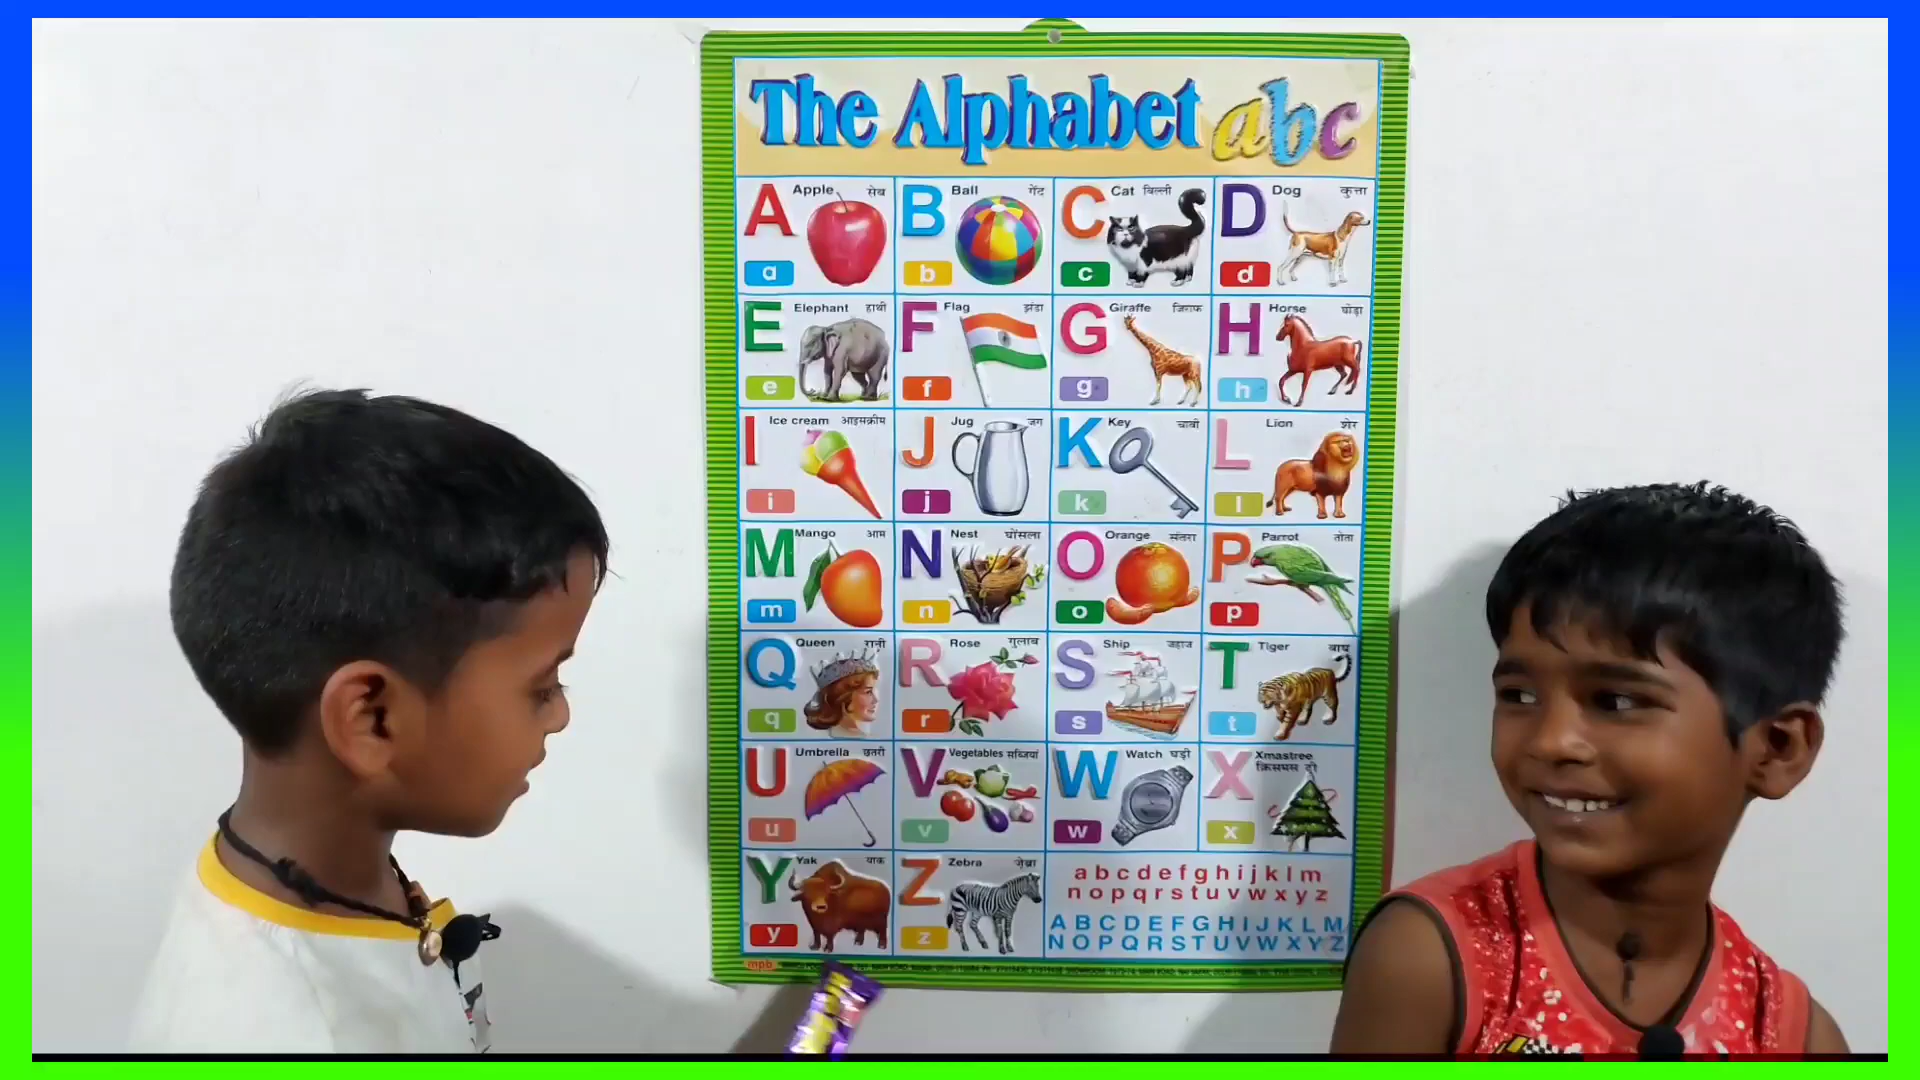 The Alphabet abc
A Apple सेब a
B Ball गेंद b
C Cat बिल्ली c
D Dog कुत्ता d
E Elephant हाथी e
F Flag झंडा f
G Giraffe जिराफ g
H Horse घोड़ा h
I Ice cream आइसक्रीम i
J Jug जग j
K Key चाबी k
L Lion शेर l
M Mango आम m
N Nest घोंसला n
O Orange संतरा o
P Parrot तोता p
Q Queen रानी q
R Rose गुलाब r
S Ship जहाज s
T Tiger बाघ t
U Umbrella छतरी u
V Vegetables सब्जियां v
W Watch घड़ी w
X Xmastree क्रिसमस ट्री x
Y Yak याक y
Z Zebra ज़ेब्रा z
a b c d e f g h i j k l m
n o p q r s t u v w x y z
A B C D E F G H I J K L M
N O P Q R S T U V W X Y Z
mpb